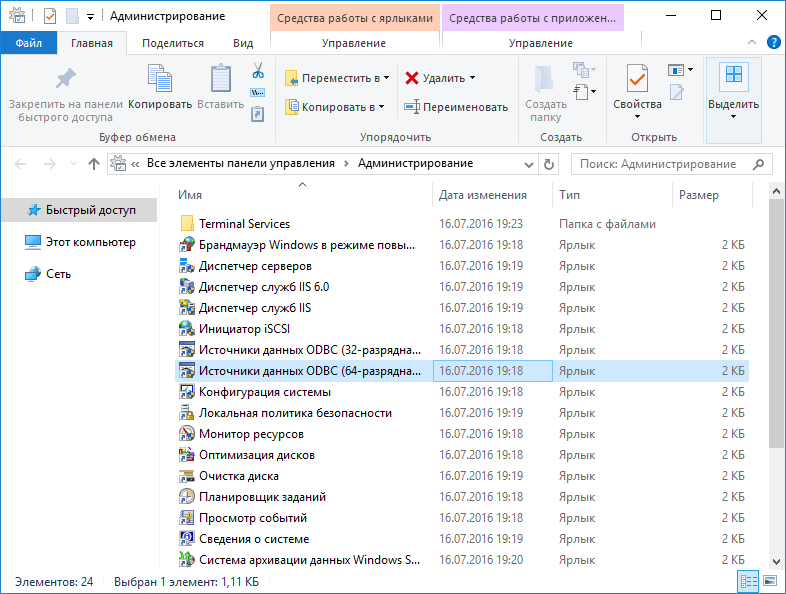 Администрирование
Средства работы с ярлыками
Средства работы с приложен...
Файл
Главная
Поделиться
Вид
Управление
Управление
Закрепить на панели
быстрого доступа
Копировать
Вставить
Переместить в
Копировать в
Удалить
Переименовать
Создать
папку
Свойства
Выделить
Буфер обмена
Упорядочить
Создать
Открыть
« Все элементы панели управления > Администрирование
Поиск: Администрирование
Быстрый доступ
Этот компьютер
Сеть
Имя Дата изменения Тип Размер
Terminal Services 16.07.2016 19:23 Папка с файлами
Брандмауэр Windows в режиме повы... 16.07.2016 19:18 Ярлык 2 КБ
Диспетчер серверов 16.07.2016 19:19 Ярлык 2 КБ
Диспетчер служб IIS 6.0 16.07.2016 19:19 Ярлык 2 КБ
Диспетчер служб IIS 16.07.2016 19:19 Ярлык 2 КБ
Инициатор iSCSI 16.07.2016 19:18 Ярлык 2 КБ
Источники данных ODBC (32-разрядна... 16.07.2016 19:18 Ярлык 2 КБ
Источники данных ODBC (64-разрядна... 16.07.2016 19:18 Ярлык 2 КБ
Конфигурация системы 16.07.2016 19:18 Ярлык 2 КБ
Локальная политика безопасности 16.07.2016 19:19 Ярлык 2 КБ
Монитор ресурсов 16.07.2016 19:18 Ярлык 2 КБ
Оптимизация дисков 16.07.2016 19:18 Ярлык 2 КБ
Очистка диска 16.07.2016 19:19 Ярлык 2 КБ
Планировщик заданий 16.07.2016 19:18 Ярлык 2 КБ
Просмотр событий 16.07.2016 19:18 Ярлык 2 КБ
Сведения о системе 16.07.2016 19:19 Ярлык 2 КБ
Система архивации данных Windows S... 16.07.2016 19:20 Ярлык 2 КБ
Элементов: 24 Выбран 1 элемент: 1,11 КБ